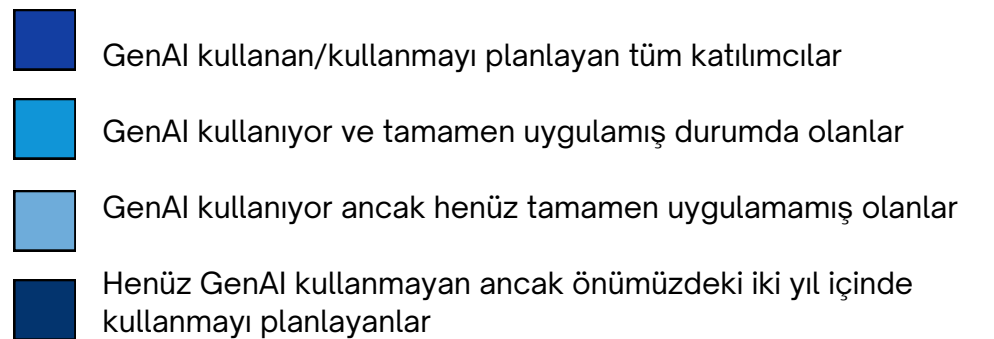 GenAI kullanan/kullanmayı planlayan tüm katılımcılar
GenAI kullanıyor ve tamamen uygulamış durumda olanlar
GenAI kullanıyor ancak henüz tamamen uygulamamış olanlar
Henüz GenAI kullanmayan ancak önümüzdeki iki yıl içinde
kullanmayı planlayanlar